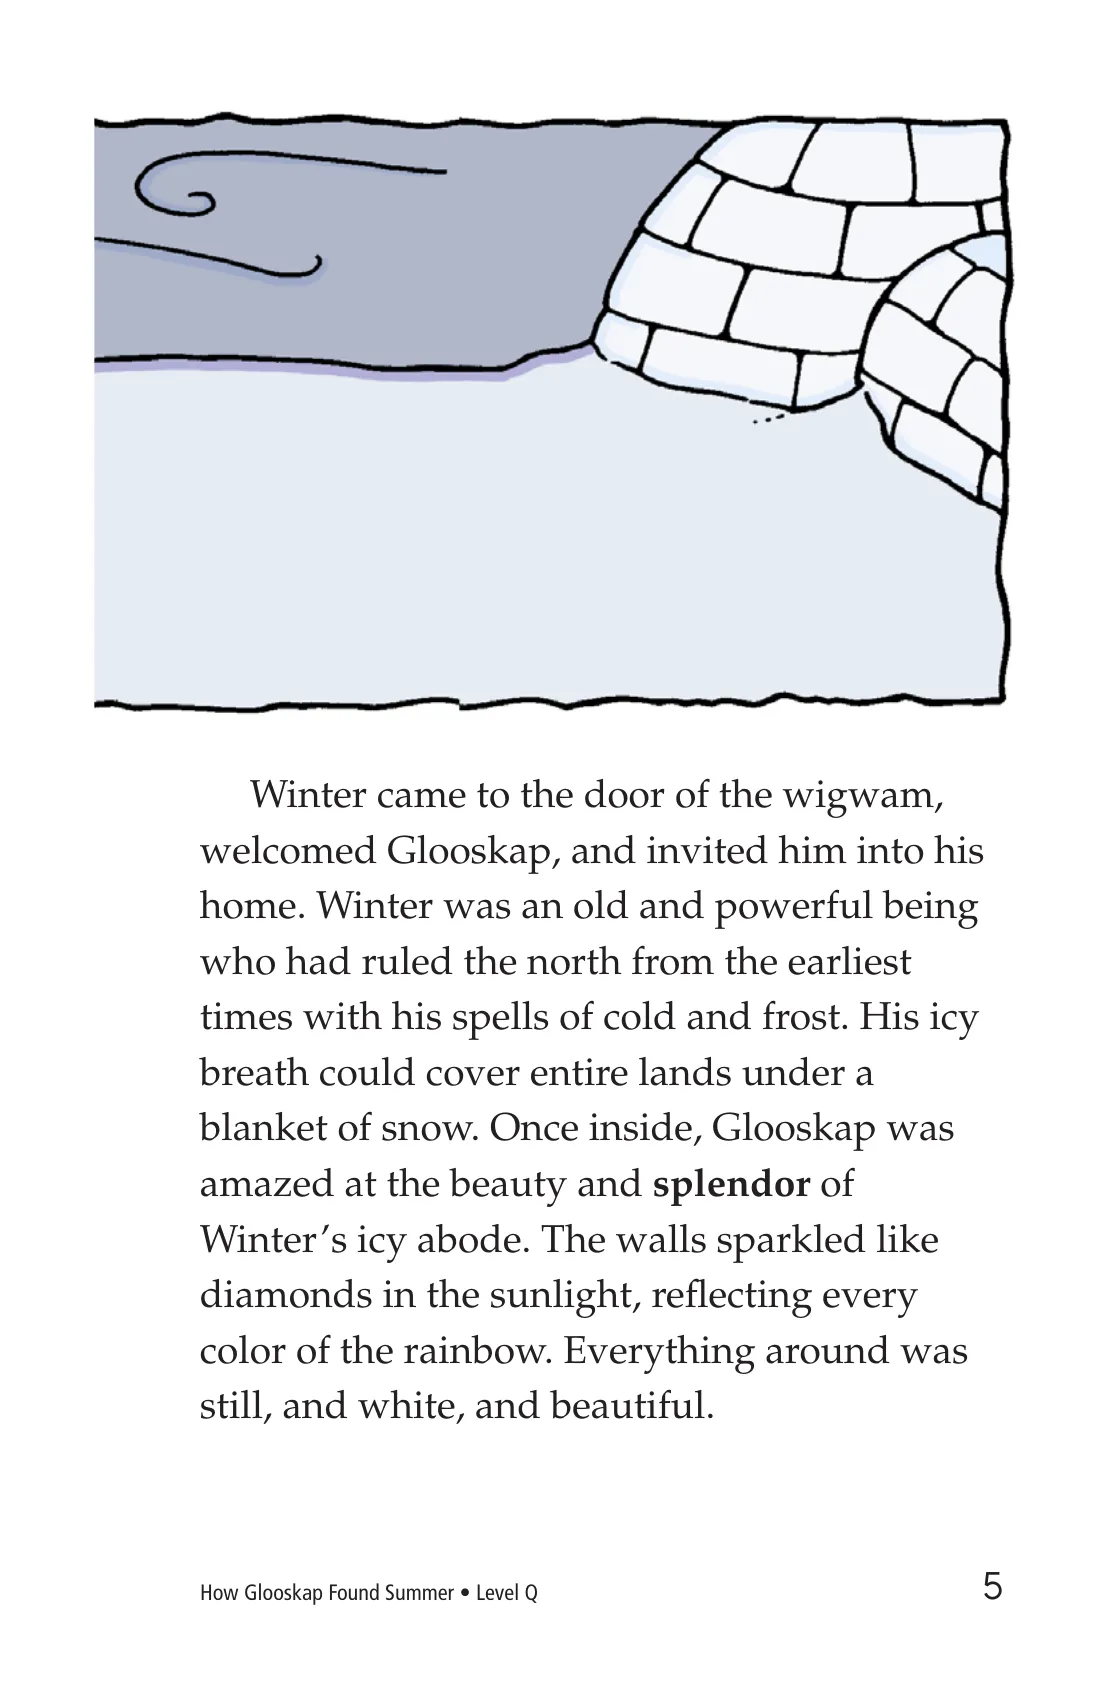 Winter came to the door of the wigwam,
welcomed Glooskap, and invited him into his
home. Winter was an old and powerful being
who had ruled the north from the earliest
times with his spells of cold and frost. His icy
breath could cover entire lands under a
blanket of snow. Once inside, Glooskap was
amazed at the beauty and splendor of
Winter’s icy abode. The walls sparkled like
diamonds in the sunlight, reflecting every
color of the rainbow. Everything around was
still, and white, and beautiful.
How Glooskap Found Summer • Level Q
5